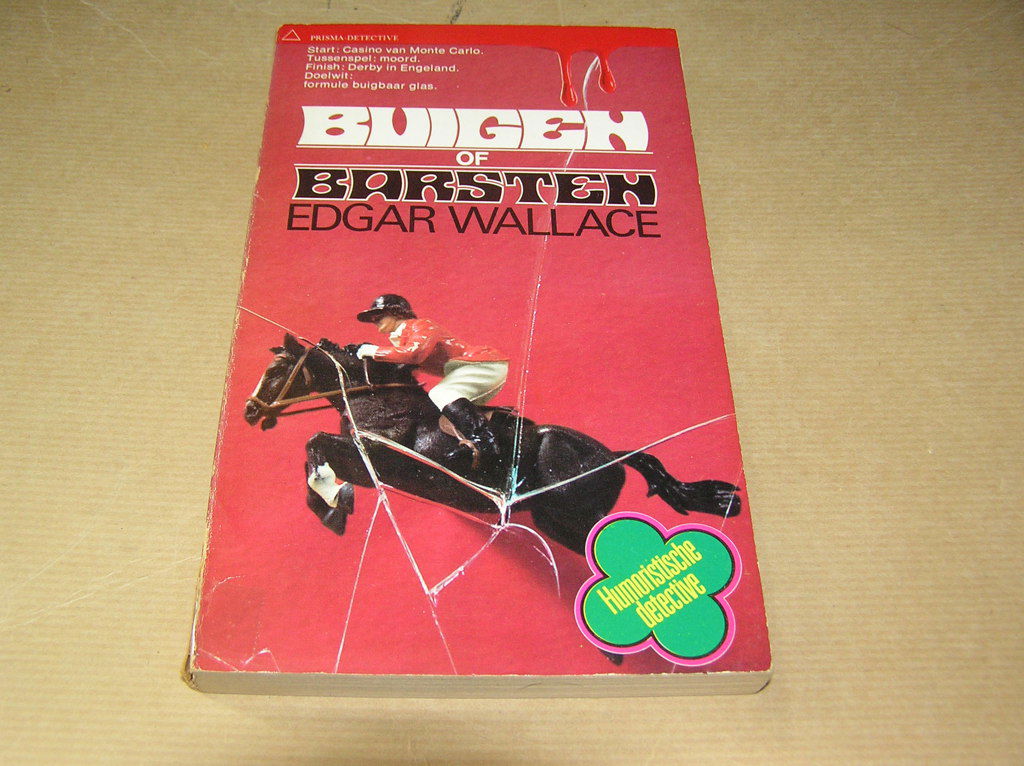 PRISMA-DETECTIVE
Start: Casino van Monte Carlo.
Tussenspel: moord.
Finish: Derby in Engeland.
Doelwit:
formule buigbaar glas.
BUIGEN
OF
BARSTEN
EDGAR WALLACE
Humoristische
detective